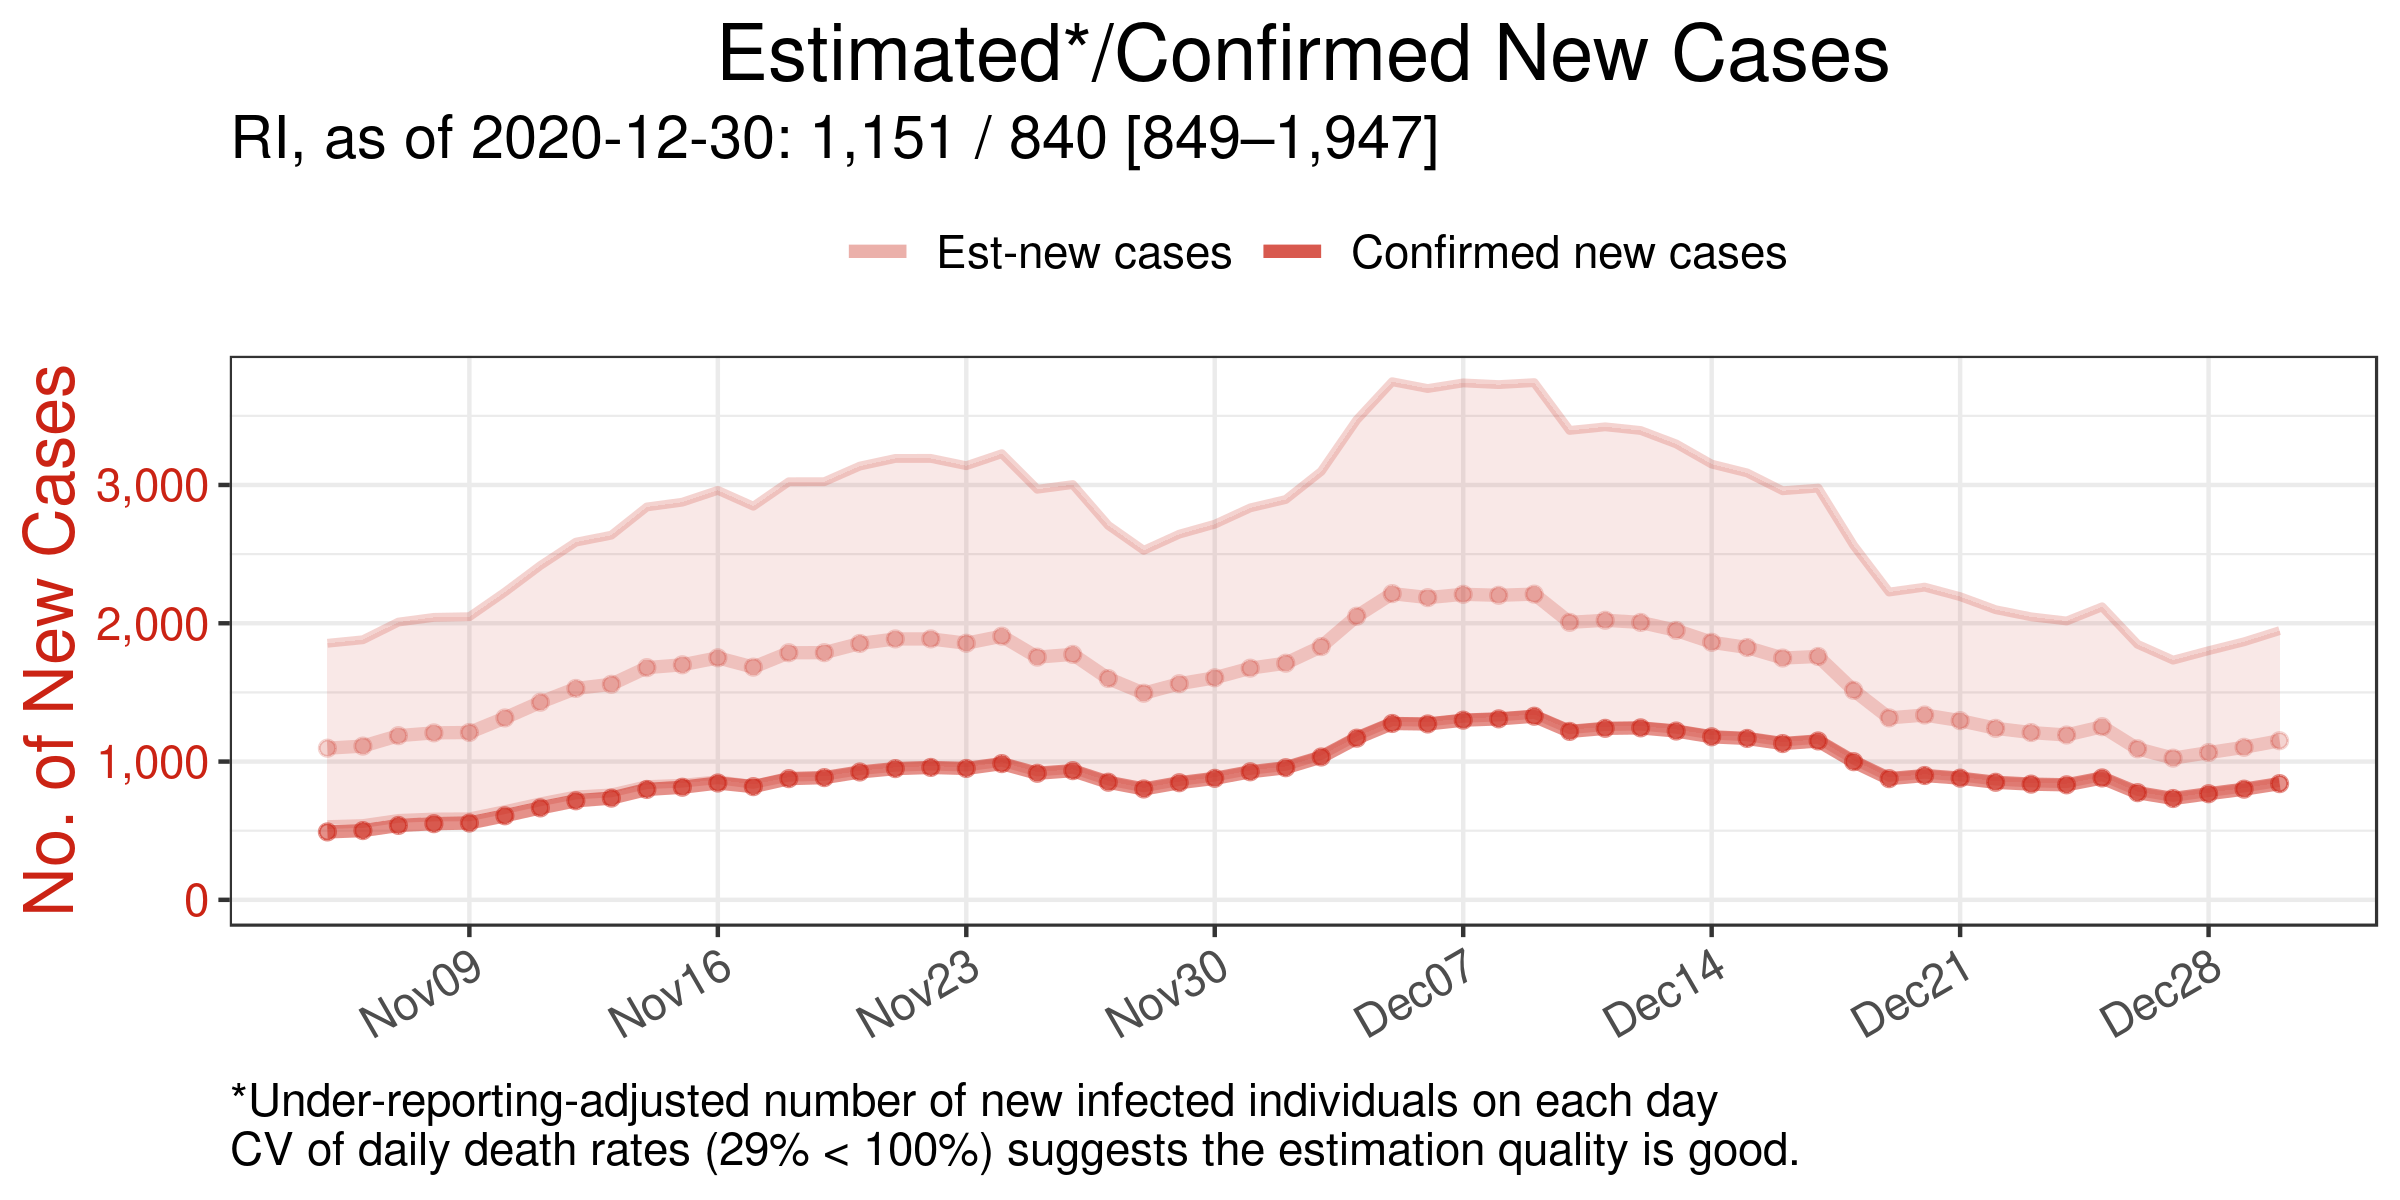 Estimated*/Confirmed New Cases
RI, as of 2020-12-30: 1,151 / 840 [849–1,947]
Est-new cases Confirmed new cases
No. of New Cases
3,000
2,000
1,000
0
Nov09 Nov16 Nov23 Nov30 Dec07 Dec14 Dec21 Dec28
*Under-reporting-adjusted number of new infected individuals on each day
CV of daily death rates (29% < 100%) suggests the estimation quality is good.